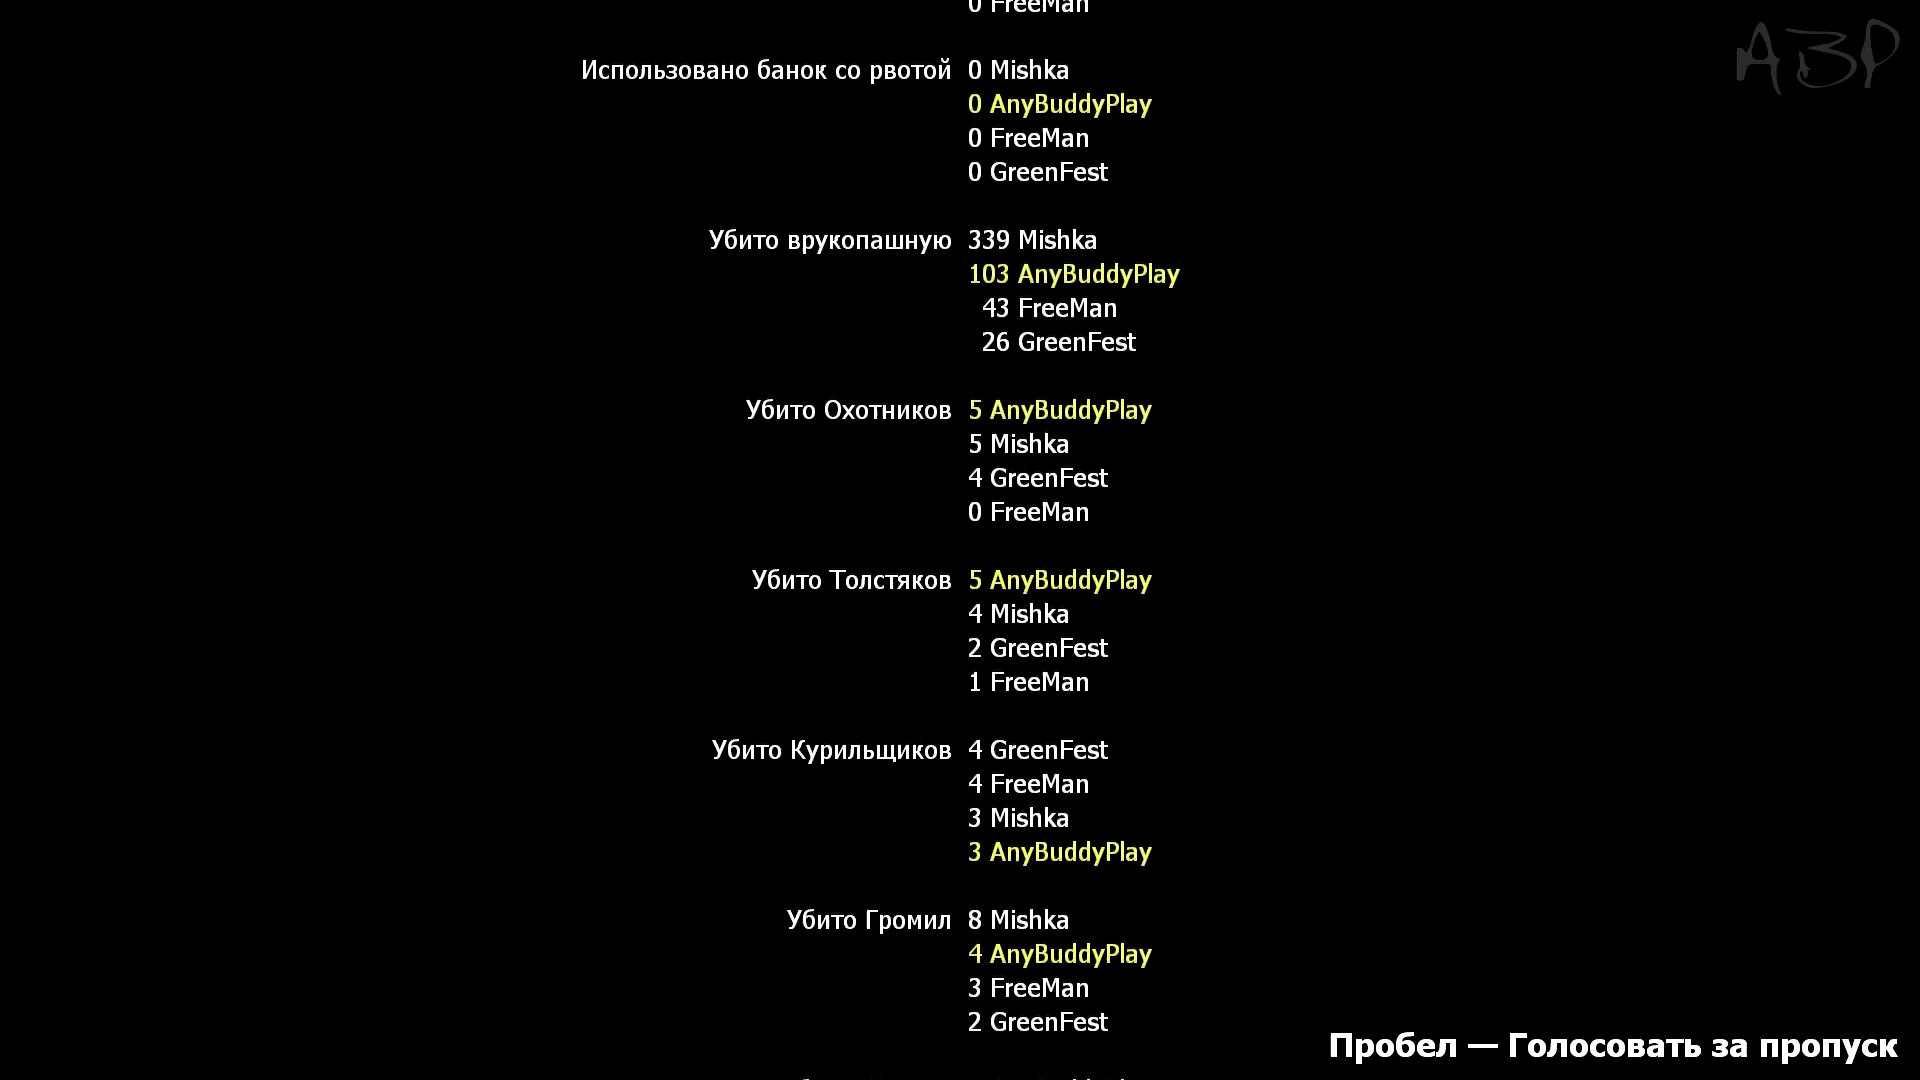 0 FreeMan
ABP
Использовано банок со рвотой 0 Mishka
0 AnyBuddyPlay
0 FreeMan
0 GreenFest
Убито врукопашную 339 Mishka
103 AnyBuddyPlay
43 FreeMan
26 GreenFest
Убито Охотников 5 AnyBuddyPlay
5 Mishka
4 GreenFest
0 FreeMan
Убито Толстяков 5 AnyBuddyPlay
4 Mishka
2 GreenFest
1 FreeMan
Убито Курильщиков 4 GreenFest
4 FreeMan
3 Mishka
3 AnyBuddyPlay
Убито Громил 8 Mishka
4 AnyBuddyPlay
3 FreeMan
2 GreenFest
Пробел — Голосовать за пропуск